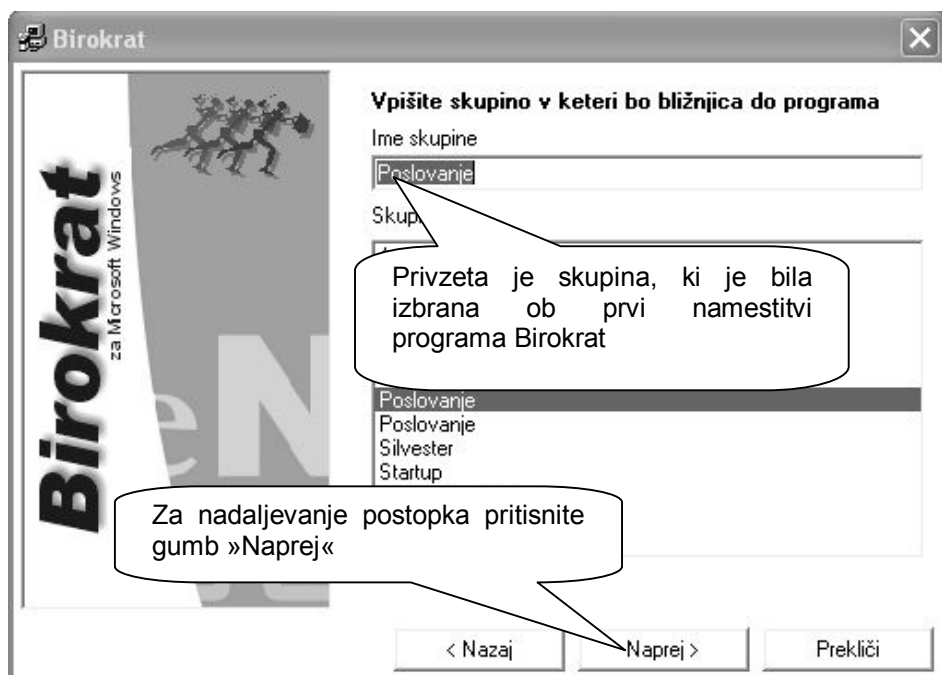 Birokrat
Birokrat
za Microsoft Windows
eN
Vpišite skupino v keteri bo bližnjica do programa
Ime skupine
Poslovanje
Privzeta je skupina, ki je bila
izbrana ob prvi namestitvi
programa Birokrat
Poslovanje
Poslovanje
Silvester
Startup
Za nadaljevanje postopka pritisnite
gumb »Naprej«
< Nazaj
Naprej >
Prekliči